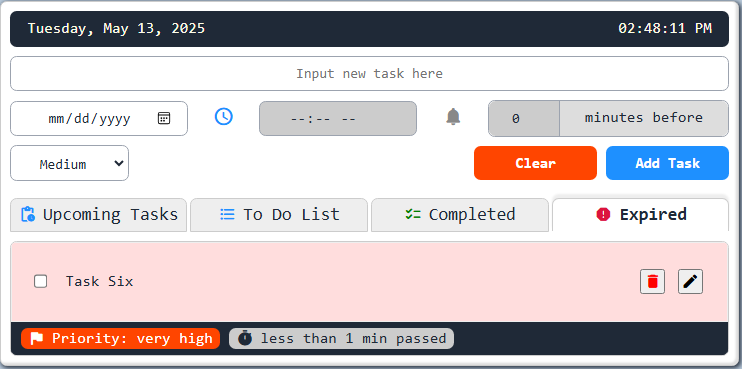 Tuesday, May 13, 2025 02:48:11 PM
Input new task here
mm/dd/yyyy --:-- -- 0 minutes before
Medium Clear Add Task
Upcoming Tasks To Do List Completed Expired
Task Six
Priority: very high less than 1 min passed